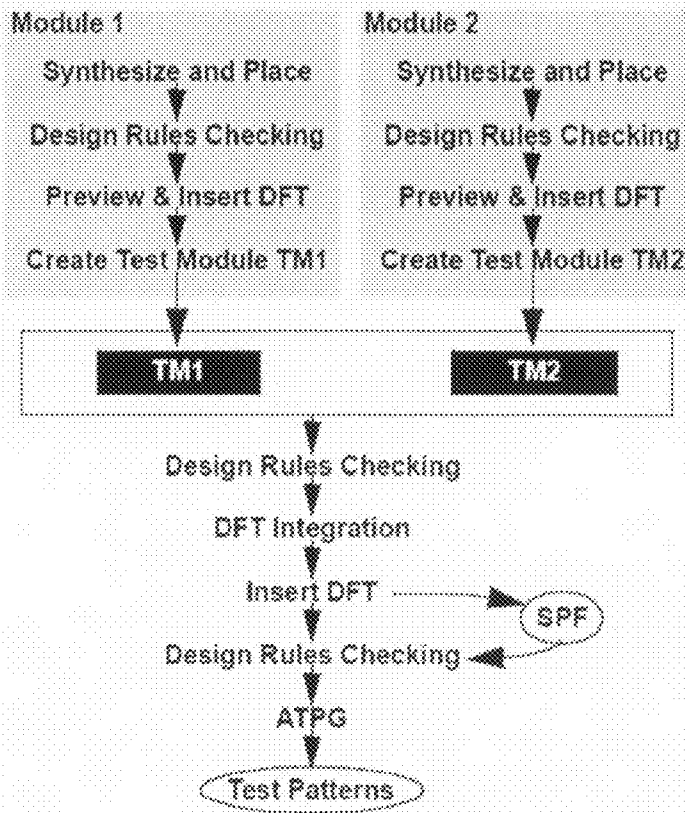 Module 1
Synthesize and Place
Design Rules Checking
Preview & Insert DFT
Create Test Module TM1
Module 2
Synthesize and Place
Design Rules Checking
Preview & Insert DFT
Create Test Module TM2
TM1
TM2
Design Rules Checking
DFT Integration
Insert DFT
SPF
Design Rules Checking
ATPG
Test Patterns